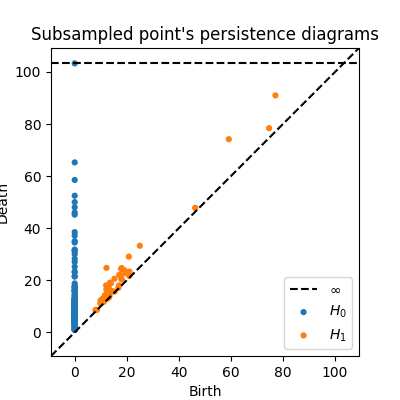 Subsampled point's persistence diagrams
Death
100
80
60
40
20
0
0 20 40 60 80 100
Birth
∞
H₀
H₁